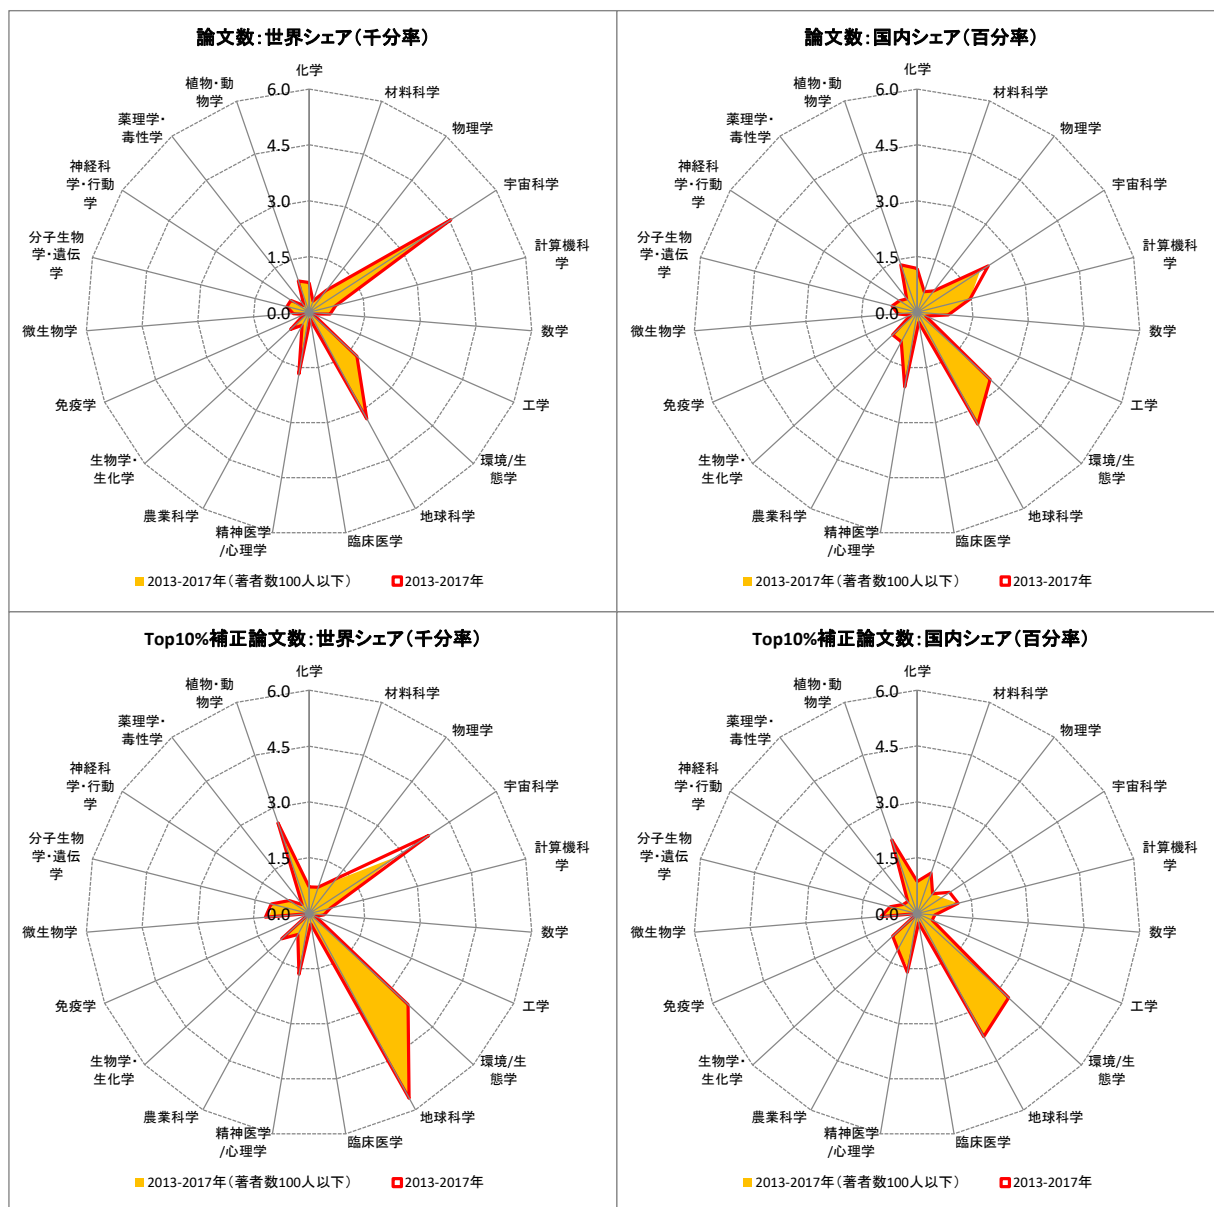 論文数：世界シェア（千分率）
化学
材料科学
物理学
宇宙科学
計算機科
学
数学
工学
環境/生
態学
地球科学
臨床医学
精神医学
/心理学
農業科学
生物学・
生化学
免疫学
微生物学
分子生物
学・遺伝
学
神経科
学・行動
学
薬理学・
毒性学
植物・動
物学
6.0
4.5
3.0
1.5
0.0
2013-2017年（著者数100人以下）
2013-2017年
論文数：国内シェア（百分率）
化学
材料科学
物理学
宇宙科学
計算機科
学
数学
工学
環境/生
態学
地球科学
臨床医学
精神医学
/心理学
農業科学
生物学・
生化学
免疫学
微生物学
分子生物
学・遺伝
学
神経科
学・行動
学
薬理学・
毒性学
植物・動
物学
6.0
4.5
3.0
1.5
0.0
2013-2017年（著者数100人以下）
2013-2017年
Top10%補正論文数：世界シェア（千分率）
化学
材料科学
物理学
宇宙科学
計算機科
学
数学
工学
環境/生
態学
地球科学
臨床医学
精神医学
/心理学
農業科学
生物学・
生化学
免疫学
微生物学
分子生物
学・遺伝
学
神経科
学・行動
学
薬理学・
毒性学
植物・動
物学
6.0
4.5
3.0
1.5
0.0
2013-2017年（著者数100人以下）
2013-2017年
Top10%補正論文数：国内シェア（百分率）
化学
材料科学
物理学
宇宙科学
計算機科
学
数学
工学
環境/生
態学
地球科学
臨床医学
精神医学
/心理学
農業科学
生物学・
生化学
免疫学
微生物学
分子生物
学・遺伝
学
神経科
学・行動
学
薬理学・
毒性学
植物・動
物学
6.0
4.5
3.0
1.5
0.0
2013-2017年（著者数100人以下）
2013-2017年